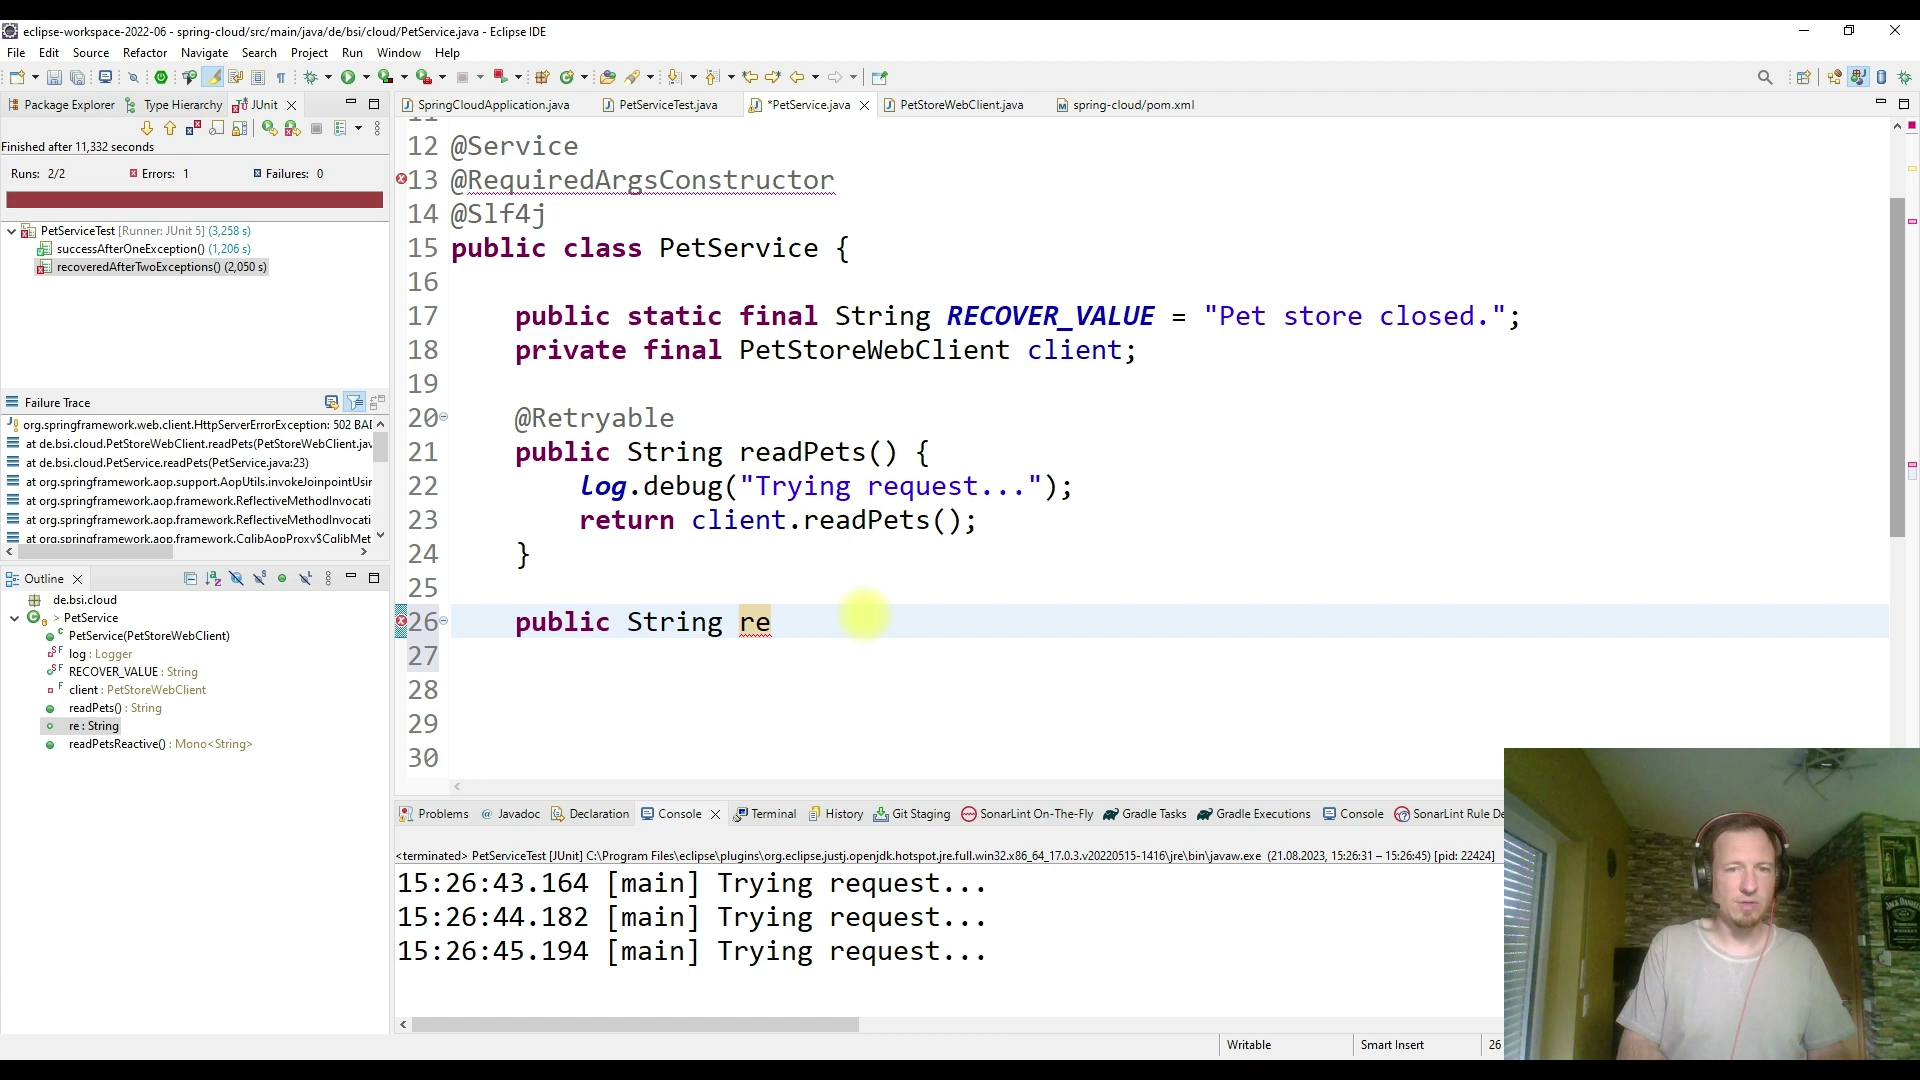 eclipse-workspace-2022-06 - spring-cloud/src/main/java/de/bsi/cloud/PetService.java - Eclipse IDE
File Edit Source Refactor Navigate Search Project Run Window Help
Package Explorer Type Hierarchy JUnit
SpringCloudApplication.java PetServiceTest.java *PetService.java PetStoreWebClient.java spring-cloud/pom.xml
Finished after 11,332 seconds
Runs: 2/2 Errors: 1 Failures: 0
PetServiceTest [Runner: JUnit 5] (3,258 s)
successAfterOneException() (1,206 s)
recoveredAfterTwoExceptions() (2,050 s)
Failure Trace
org.springframework.web.client.HttpServerErrorException: 502 BAD
at de.bsi.cloud.PetStoreWebClient.readPets(PetStoreWebClient.jav
at de.bsi.cloud.PetService.readPets(PetService.java:23)
at org.springframework.aop.support.AopUtils.invokeJoinpointUsin
at org.springframework.aop.framework.ReflectiveMethodInvocati
at org.springframework.aop.framework.ReflectiveMethodInvocati
at org.springframework.aop.framework.CglibAopProxy$CglibMet
Outline
de.bsi.cloud
> PetService
PetService(PetStoreWebClient)
log : Logger
RECOVER_VALUE : String
client : PetStoreWebClient
readPets() : String
re : String
readPetsReactive() : Mono<String>
11
12 @Service
13 @RequiredArgsConstructor
14 @Slf4j
15 public class PetService {
16
17 public static final String RECOVER_VALUE = "Pet store closed.";
18 private final PetStoreWebClient client;
19
20 @Retryable
21 public String readPets() {
22 log.debug("Trying request...");
23 return client.readPets();
24 }
25
26 public String re
27
28
29
30
Problems Javadoc Declaration Console Terminal History Git Staging SonarLint On-The-Fly Gradle Tasks Gradle Executions Console SonarLint Rule De
<terminated> PetServiceTest [JUnit] C:\Program Files\eclipse\plugins\org.eclipse.justj.openjdk.hotspot.jre.full.win32.x86_64_17.0.3.v20220515-1416\jre\bin\javaw.exe (21.08.2023, 15:26:31 – 15:26:45) [pid: 22424]
15:26:43.164 [main] Trying request...
15:26:44.182 [main] Trying request...
15:26:45.194 [main] Trying request...
Writable Smart Insert 26
JACK DANIEL